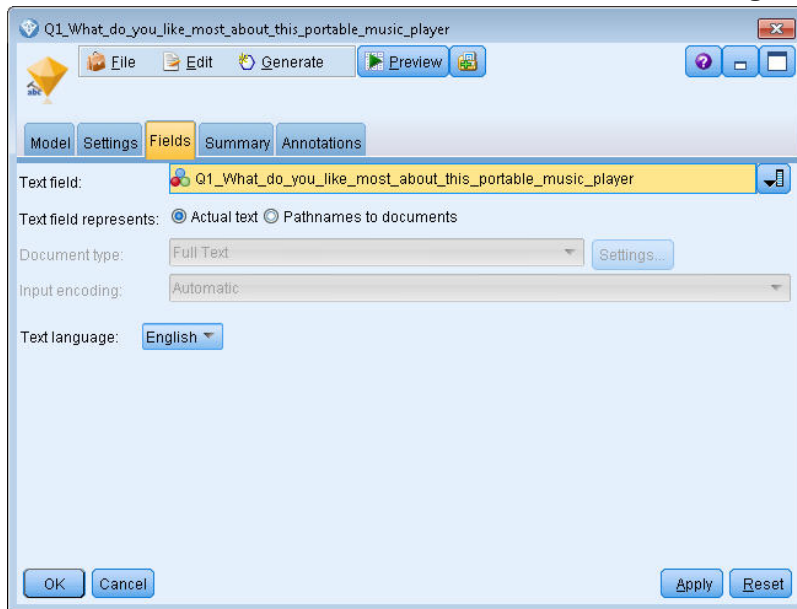 Q1_What_do_you_like_most_about_this_portable_music_player
File Edit Generate Preview
abc
Model Settings Fields Summary Annotations
Text field: Q1_What_do_you_like_most_about_this_portable_music_player
Text field represents: Actual text Pathnames to documents
Document type: Full Text Settings...
Input encoding: Automatic
Text language: English
OK Cancel Apply Reset